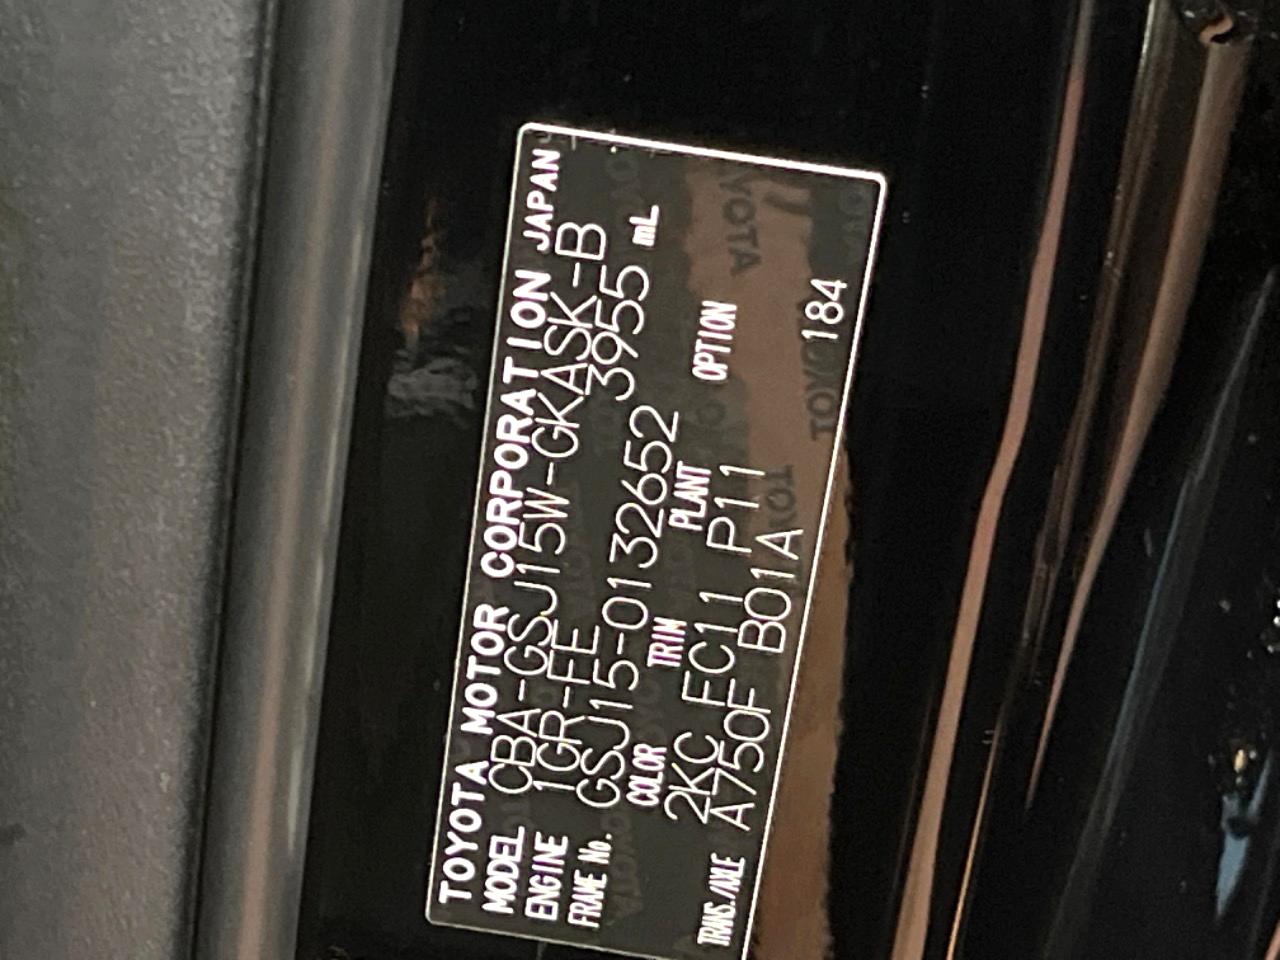 TOYOTA MOTOR CORPORATION JAPAN
MODEL CBA-GSJ15W-GKASK-B
ENGINE 1GR-FE 3955 mL
FRAME No. GSJ15-0132652
COLOR TRIM PLANT OPTION
2KC FC11 P11
TRANS./AXLE A750F B01A 184